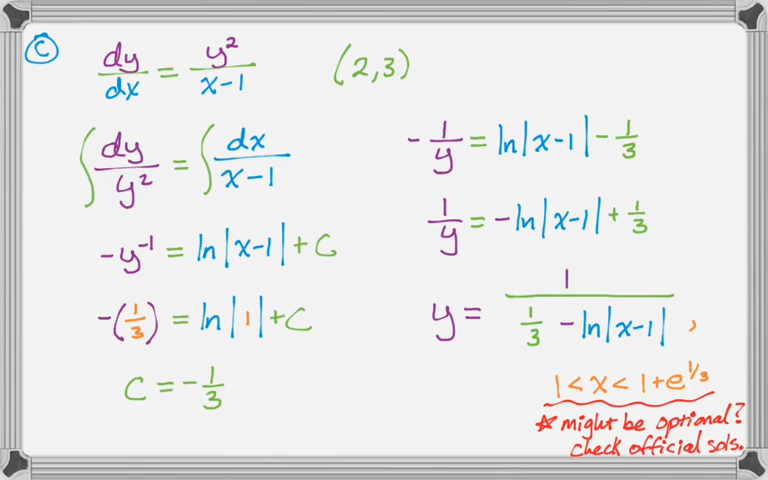 C
dy/dx = y²/(x-1)
(2,3)
∫ dy/y² = ∫ dx/(x-1)
-y⁻¹ = ln|x-1| + C
-(1/3) = ln|1| + C
C = -1/3
-1/y = ln|x-1| - 1/3
1/y = -ln|x-1| + 1/3
y = 1/(1/3 - ln|x-1|) ,
1 < x < 1+e^(1/3)
☆ might be optional?
check official sols.